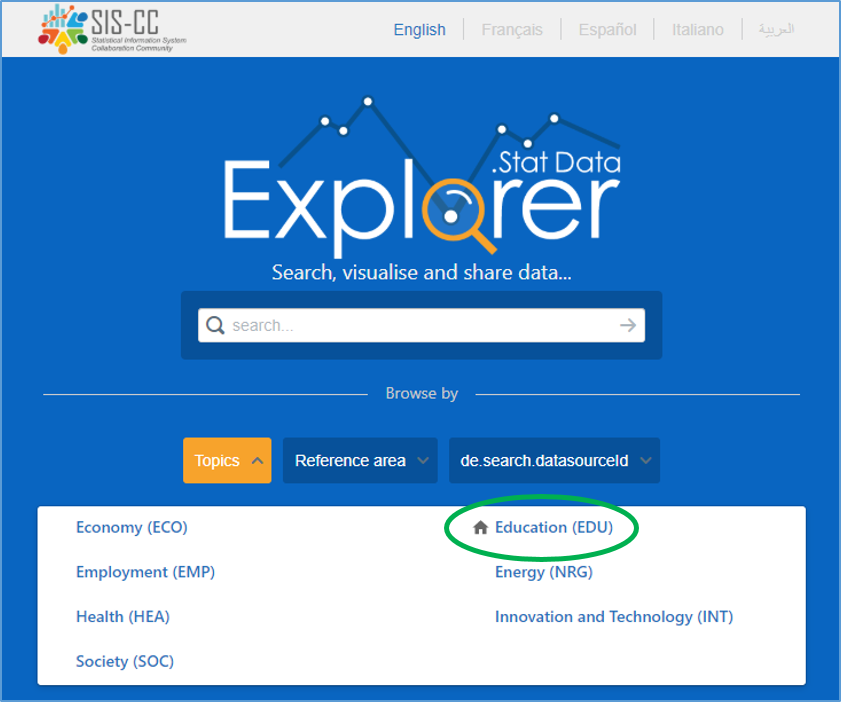 SIS-CC
Statistical Information System
Collaboration Community
English
Français
Español
Italiano
العربية
.Stat Data
Explorer
Search, visualise and share data...
search...
Browse by
Topics
Reference area
de.search.datasourceId
Economy (ECO)
Education (EDU)
Employment (EMP)
Energy (NRG)
Health (HEA)
Innovation and Technology (INT)
Society (SOC)